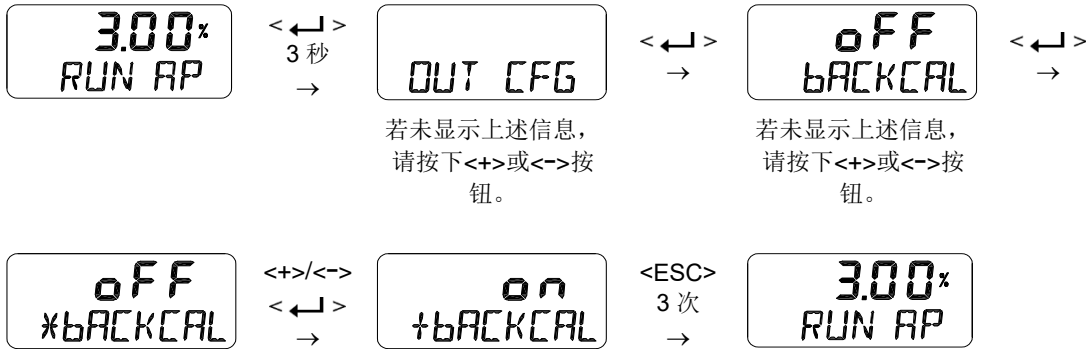 3.00%
RUN AP
< ↵ >
3 秒
→
OUT CFG
若未显示上述信息，
请按下<+>或<->按
钮。
< ↵ >
→
oFF
bACKCAL
若未显示上述信息，
请按下<+>或<->按
钮。
< ↵ >
→
oFF
*bACKCAL
<+>/<->
< ↵ >
→
on
+bACKCAL
<ESC>
3 次
→
3.00%
RUN AP